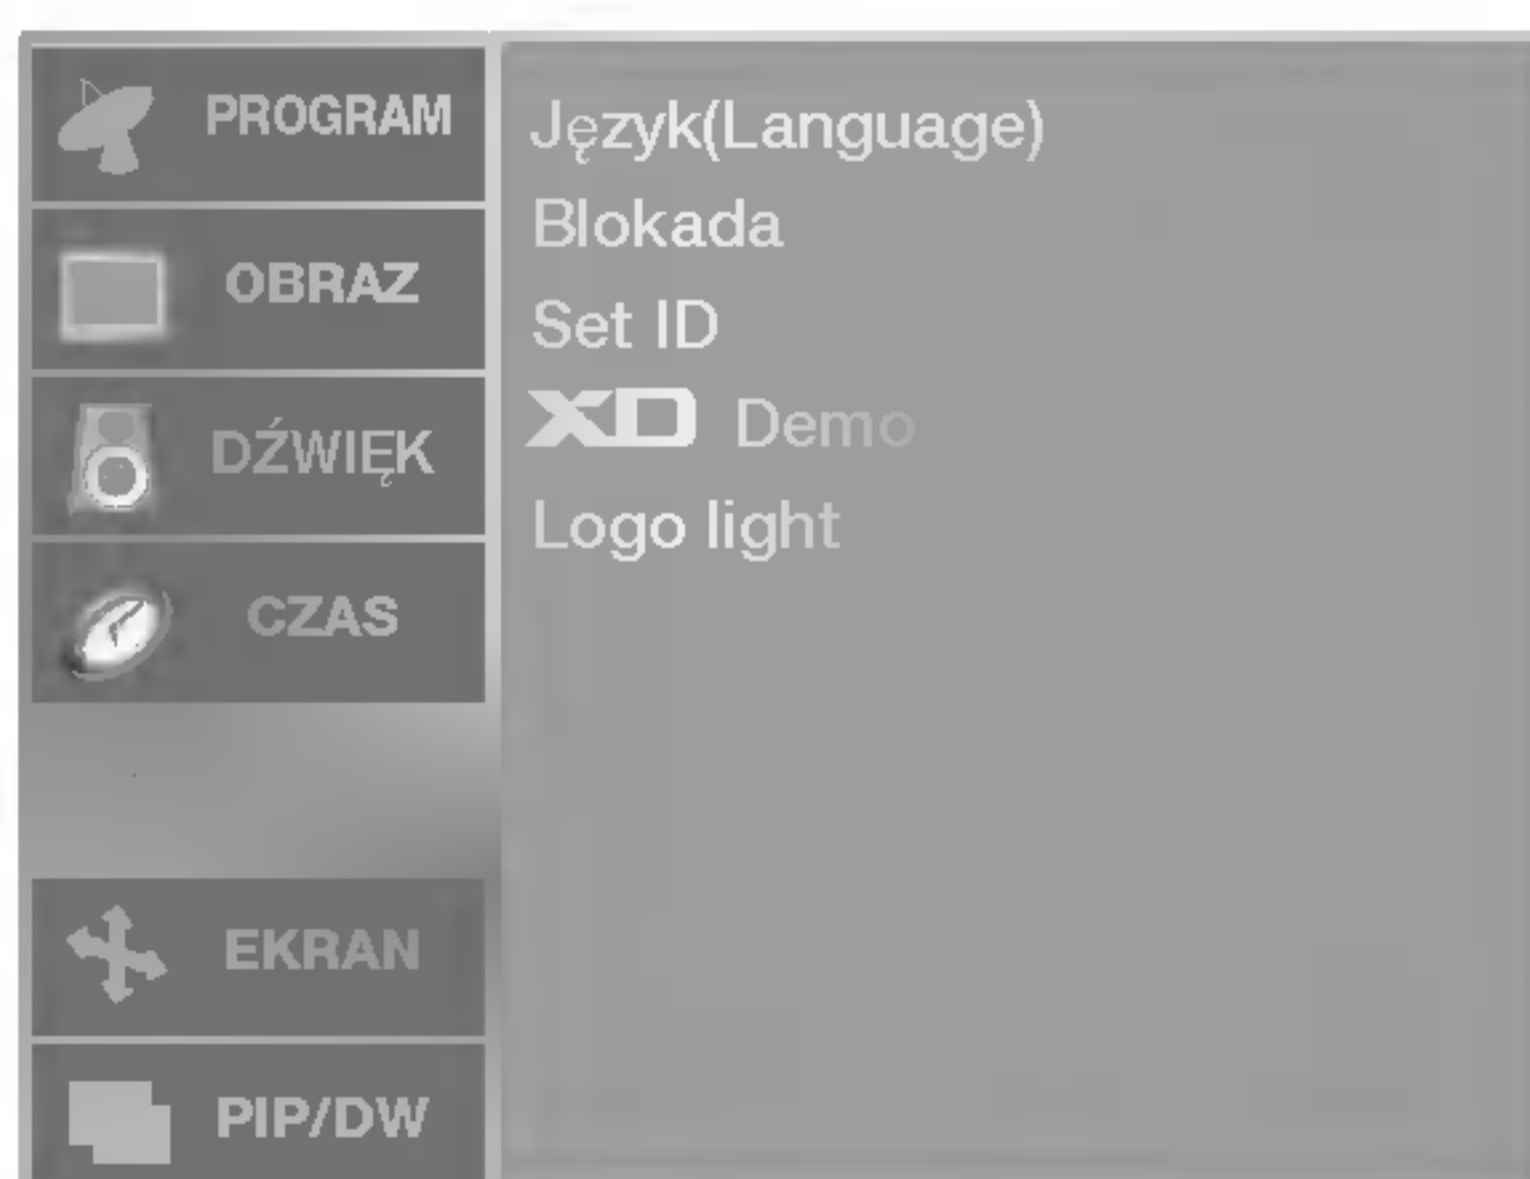 PROGRAM
OBRAZ
DŹWIĘK
CZAS
EKRAN
PIP/DW
Język(Language)
Blokada
Set ID
XD Demo
Logo light